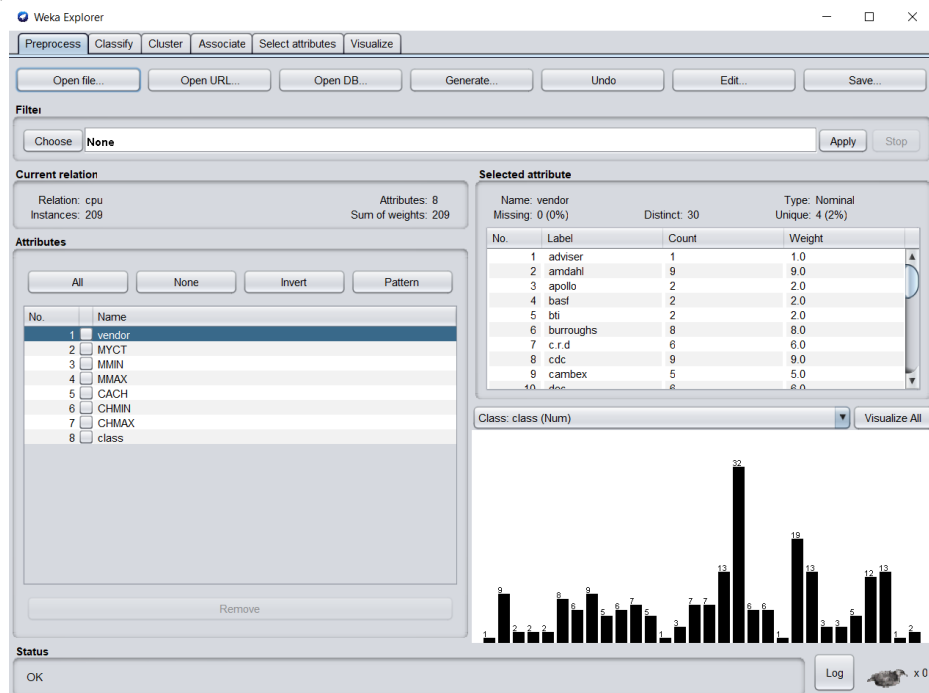 Weka Explorer
Preprocess Classify Cluster Associate Select attributes Visualize
Open file... Open URL... Open DB... Generate... Undo Edit... Save...
Filter
Choose None Apply Stop
Current relation
Relation: cpu Attributes: 8
Instances: 209 Sum of weights: 209
Attributes
All None Invert Pattern
No. Name
1 vendor
2 MYCT
3 MMIN
4 MMAX
5 CACH
6 CHMIN
7 CHMAX
8 class
Remove
Selected attribute
Name: vendor Type: Nominal
Missing: 0 (0%) Distinct: 30 Unique: 4 (2%)
No. Label Count Weight
1 adviser 1 1.0
2 amdahl 9 9.0
3 apollo 2 2.0
4 basf 2 2.0
5 bti 2 2.0
6 burroughs 8 8.0
7 c.r.d 6 6.0
8 cdc 9 9.0
9 cambex 5 5.0
10 dec 6 6.0
Class: class (Num) Visualize All
1 9 2 2 2 8 6 9 5 6 7 5 1 3 7 7 13 32 6 6 1 19 13 3 3 5 12 13 1 2
Status
OK
Log x 0